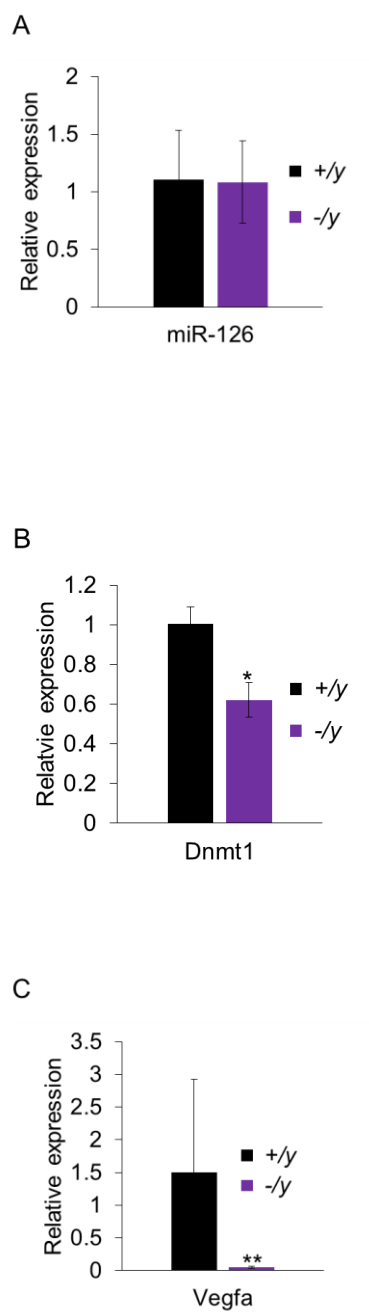 A
Relative expression
2
1.5
1
0.5
0
+/y
-/y
miR-126
B
Relatvie expression
1.2
1
0.8
0.6
0.4
0.2
0
*
+/y
-/y
Dnmt1
C
Relative expression
3.5
3
2.5
2
1.5
1
0.5
0
+/y
-/y
**
Vegfa